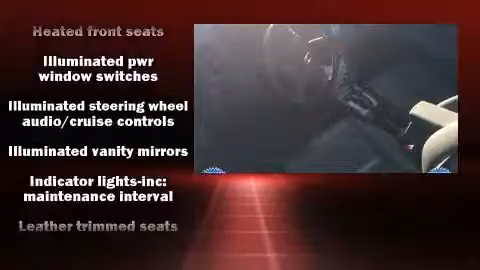 Heated front seats
Illuminated pwr
window switches
Illuminated steering wheel
audio/cruise controls
Illuminated vanity mirrors
Indicator lights-inc:
maintenance interval
Leather trimmed seats